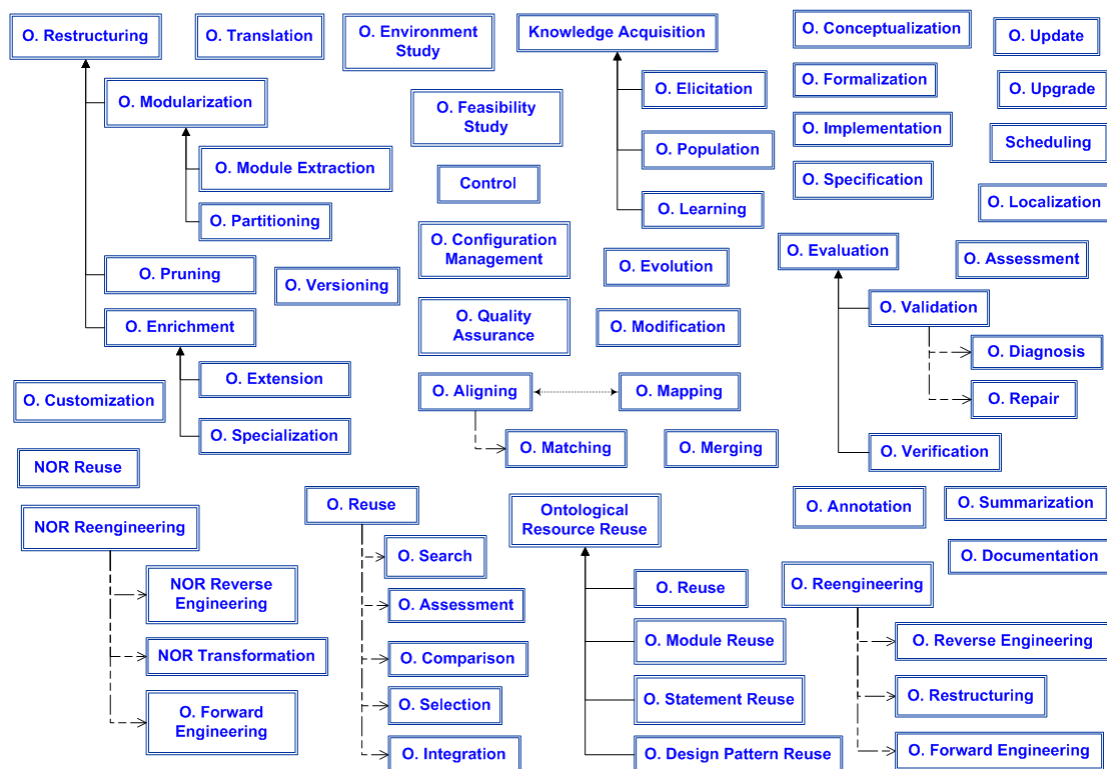 O. Restructuring
O. Translation
O. Environment
Study
Knowledge Acquisition
O. Conceptualization
O. Update
O. Modularization
O. Feasibility
Study
O. Elicitation
O. Formalization
O. Upgrade
O. Module Extraction
Control
O. Population
O. Implementation
Scheduling
O. Partitioning
O. Learning
O. Specification
O. Localization
O. Pruning
O. Versioning
O. Configuration
Management
O. Evolution
O. Evaluation
O. Assessment
O. Enrichment
O. Quality
Assurance
O. Modification
O. Validation
O. Diagnosis
O. Extension
O. Customization
O. Aligning
O. Mapping
O. Repair
O. Specialization
O. Matching
O. Merging
O. Verification
NOR Reuse
O. Reuse
Ontological
Resource Reuse
O. Annotation
O. Summarization
NOR Reengineering
O. Search
O. Documentation
NOR Reverse
Engineering
O. Assessment
O. Reuse
O. Reengineering
NOR Transformation
O. Comparison
O. Module Reuse
O. Reverse Engineering
O. Forward
Engineering
O. Selection
O. Statement Reuse
O. Restructuring
O. Integration
O. Design Pattern Reuse
O. Forward Engineering